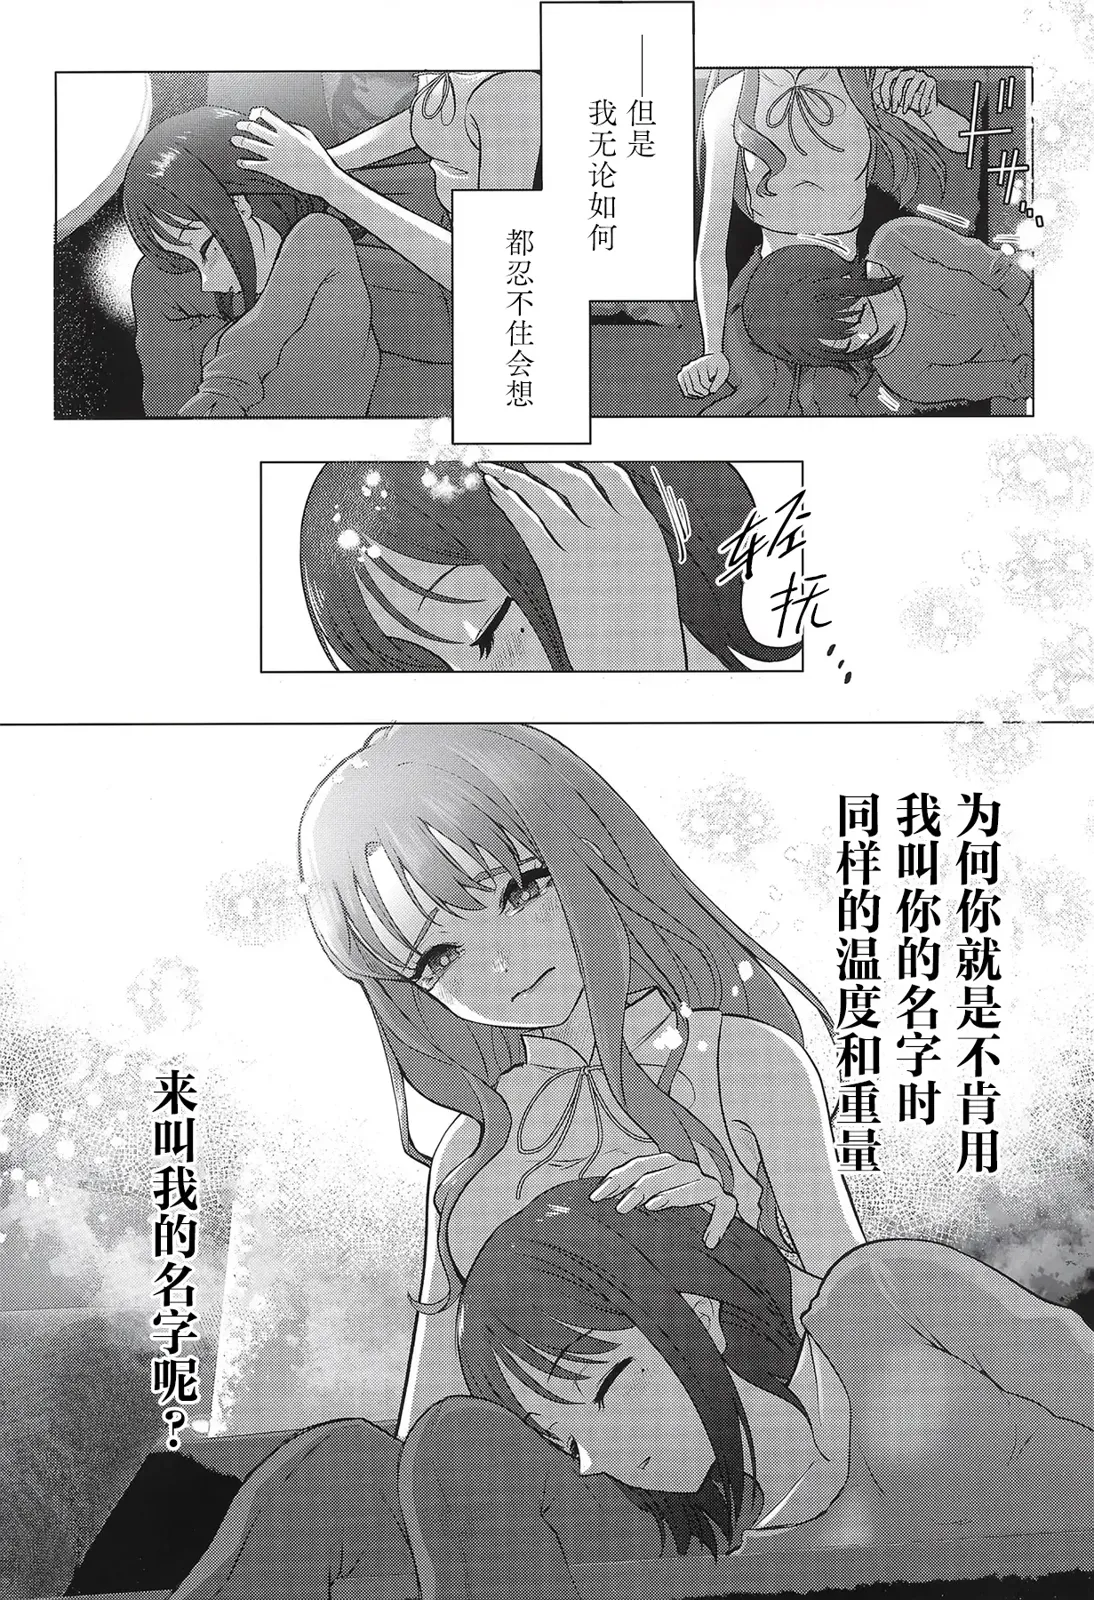 ——但是
我无论如何
都忍不住会想
轻抚…
为何你就是不肯用
我叫你的名字时
同样的温度和重量
来叫我的名字呢？